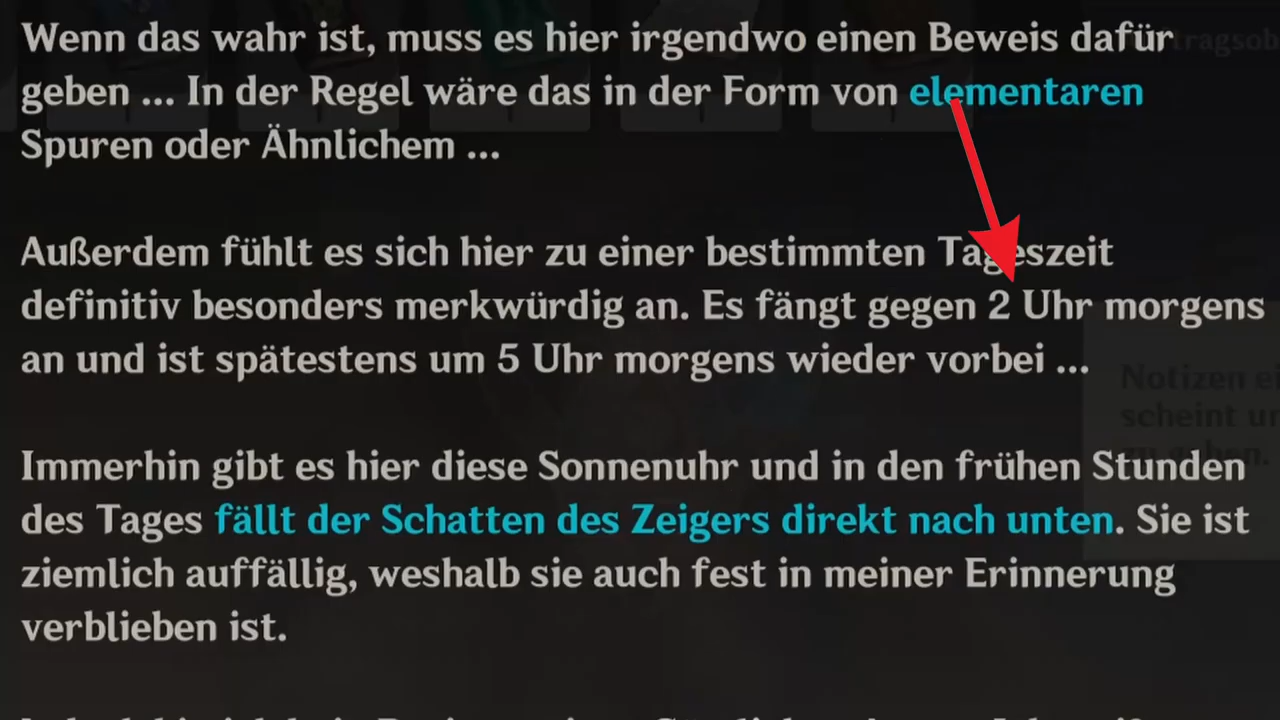 Wenn das wahr ist, muss es hier irgendwo einen Beweis dafür
geben ... In der Regel wäre das in der Form von elementaren
Spuren oder Ähnlichem ...
Außerdem fühlt es sich hier zu einer bestimmten Tageszeit
definitiv besonders merkwürdig an. Es fängt gegen 2 Uhr morgens
an und ist spätestens um 5 Uhr morgens wieder vorbei ...
Immerhin gibt es hier diese Sonnenuhr und in den frühen Stunden
des Tages fällt der Schatten des Zeigers direkt nach unten. Sie ist
ziemlich auffällig, weshalb sie auch fest in meiner Erinnerung
verblieben ist.
Notizen
scheint